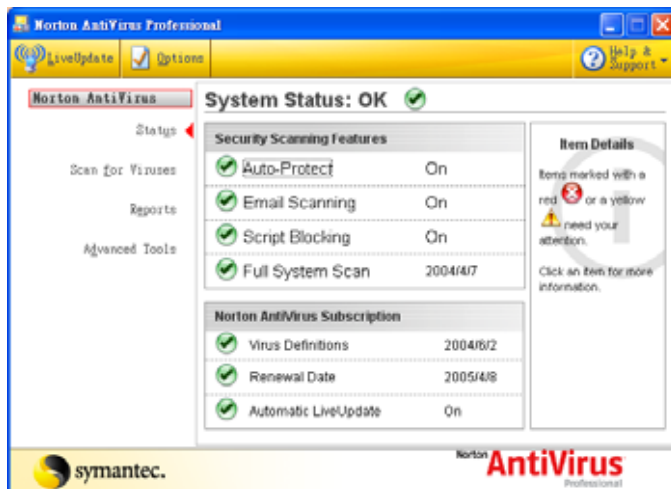 Norton AntiVirus Professional
LiveUpdate
Options
Help & Support
Norton AntiVirus
Status
Scan for Viruses
Reports
Advanced Tools
System Status: OK
Security Scanning Features
Auto-Protect On
Email Scanning On
Script Blocking On
Full System Scan 2004/4/7
Norton AntiVirus Subscription
Virus Definitions 2004/6/2
Renewal Date 2005/4/8
Automatic LiveUpdate On
Item Details
Items marked with a
red or a yellow
need your
attention.
Click an item for more
information.
symantec.
Norton AntiVirus
Professional